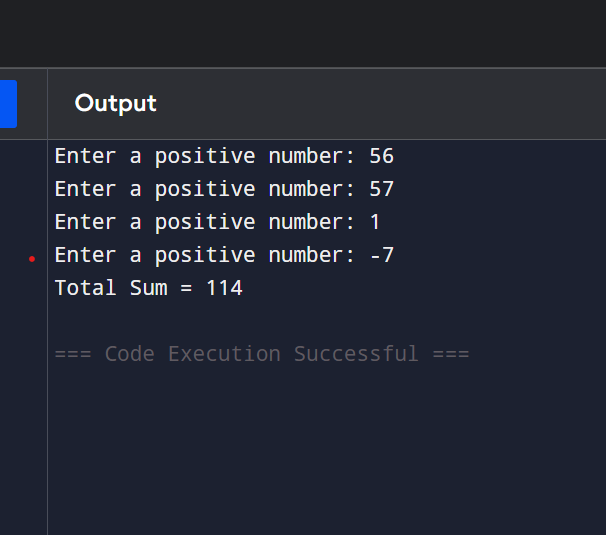 Output
Enter a positive number: 56
Enter a positive number: 57
Enter a positive number: 1
Enter a positive number: -7
Total Sum = 114
=== Code Execution Successful ===